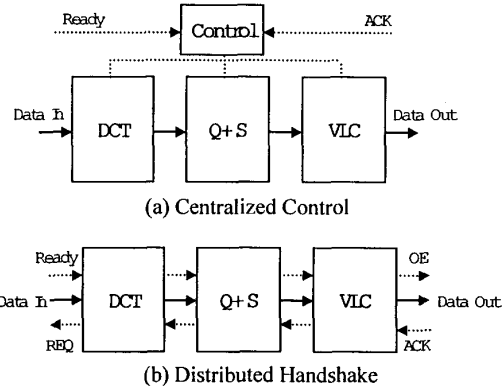 Ready
Control
ACK
Data In
DCT
Q+S
VLC
Data Out
(a) Centralized Control
Ready
OE
Data In
DCT
Q+S
VLC
Data Out
REQ
ACK
(b) Distributed Handshake